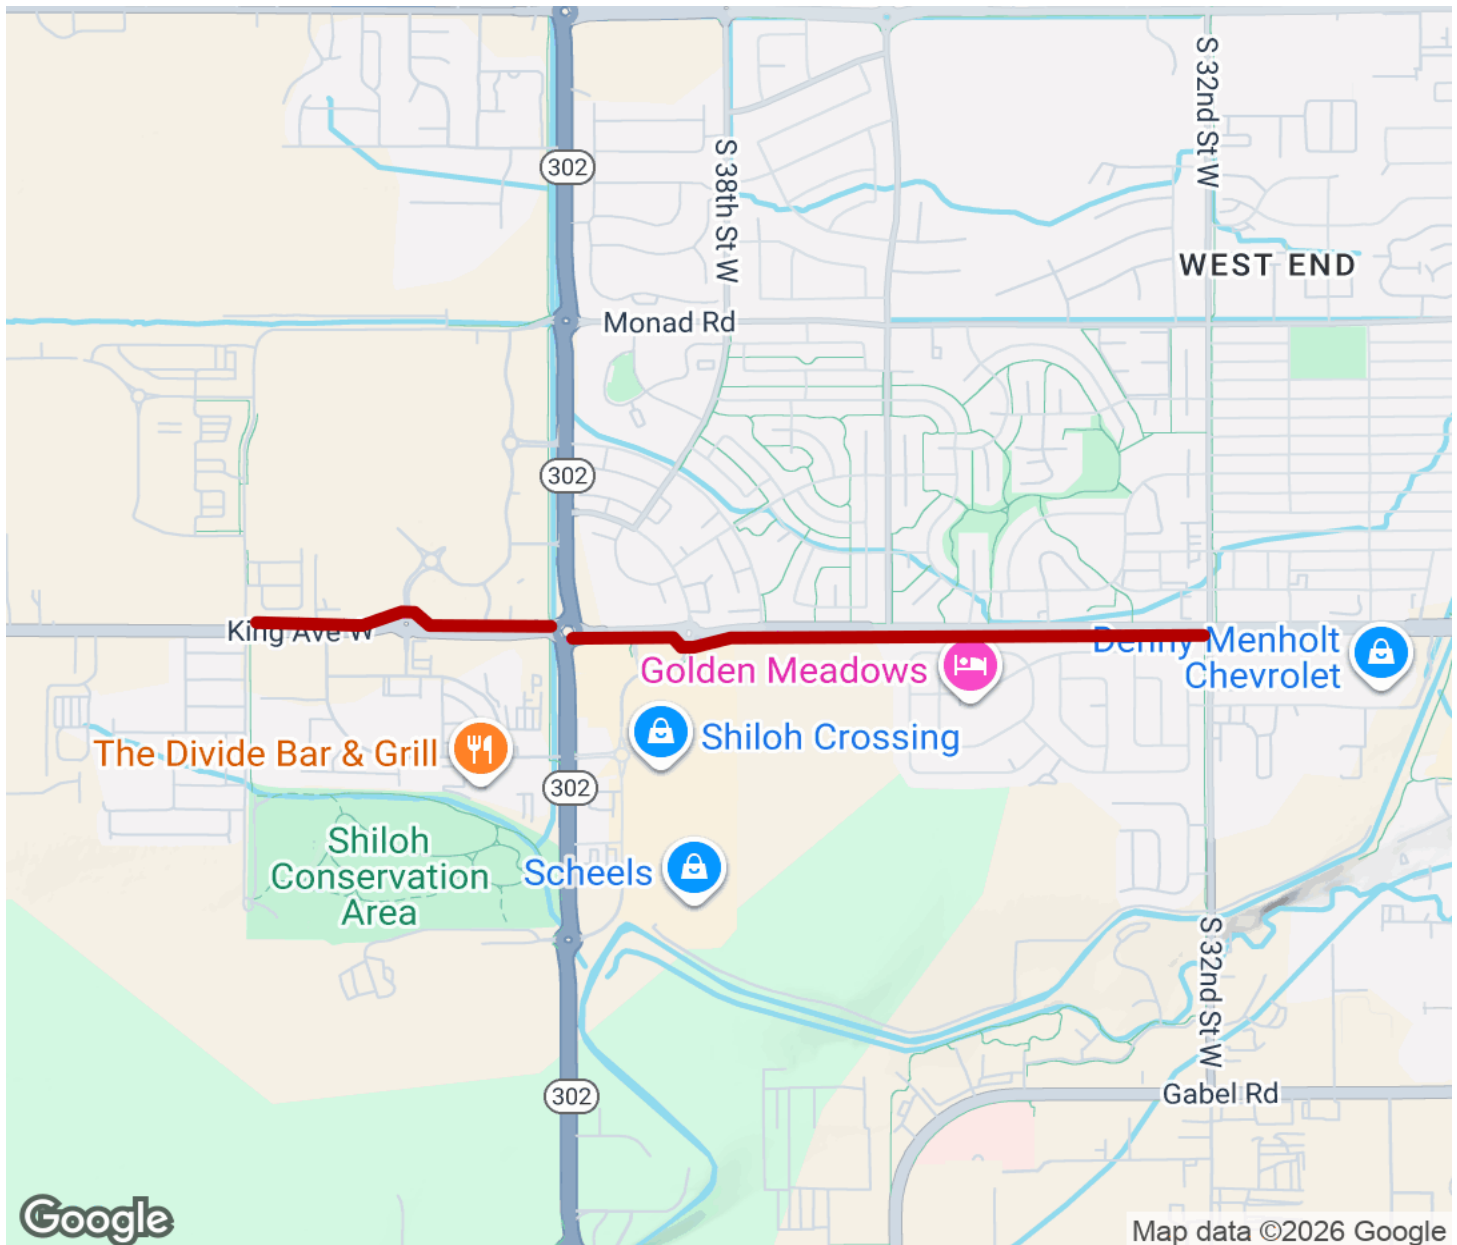 S 32nd St W
S 38th St W
302
WEST END
Monad Rd
302
King Ave W
Denny Menholt
Chevrolet
Golden Meadows
Shiloh Crossing
The Divide Bar & Grill
302
Shiloh
Conservation
Area
Scheels
S 32nd St W
302
Gabel Rd
Google
Map data ©2026 Google